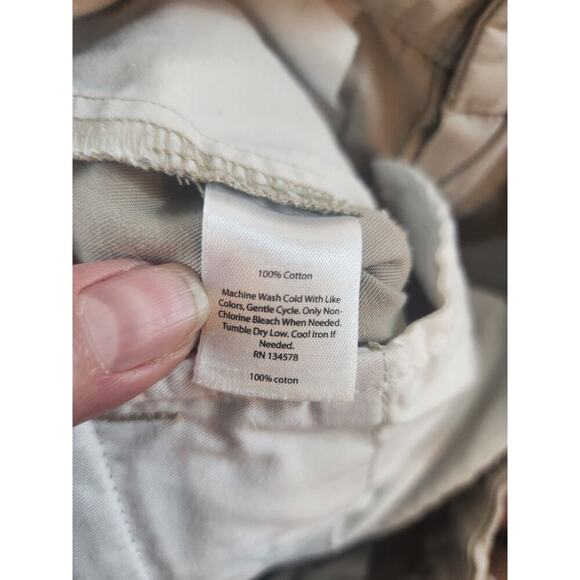 100% Cotton
Machine Wash Cold With Like
Colors, Gentle Cycle. Only Non-
Chlorine Bleach When Needed.
Tumble Dry Low. Cool Iron If
Needed.
RN 134578
100% coton